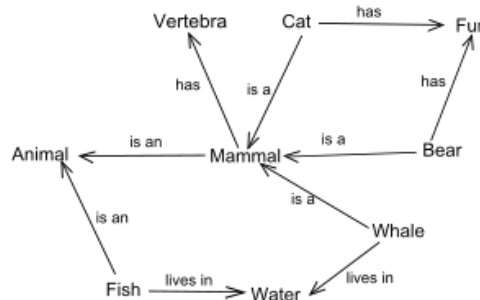 Vertebra
Cat
has
Fur
has
is a
has
Animal
is an
Mammal
is a
Bear
is an
is a
Whale
Fish
lives in
Water
lives in